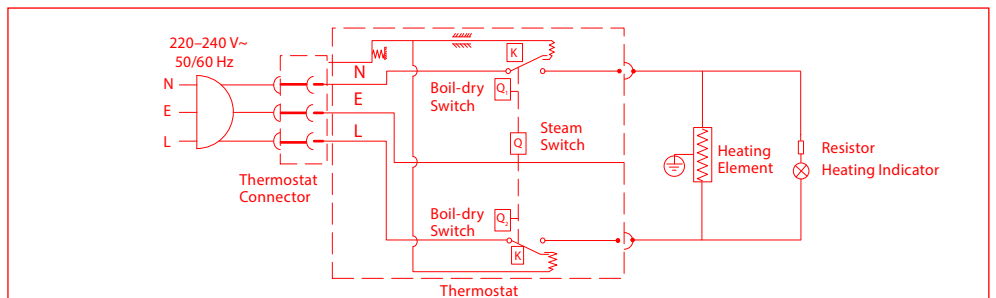 220–240 V~
50/60 Hz
N
E
L
Thermostat
Connector
N
E
L
K
Boil-dry
Switch
Q1
Q
Steam
Switch
Boil-dry
Switch
Q2
K
Thermostat
Heating
Element
Resistor
Heating Indicator